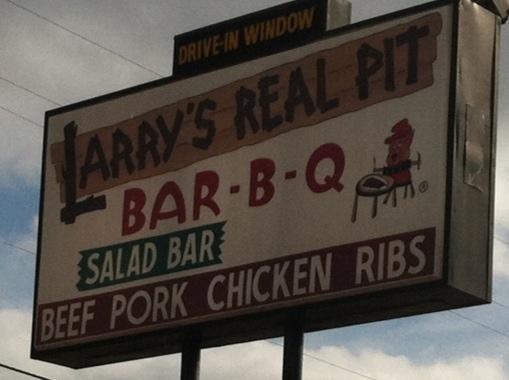 DRIVE-IN WINDOW
LARRY'S REAL PIT
BAR-B-Q
®
SALAD BAR
BEEF PORK CHICKEN RIBS